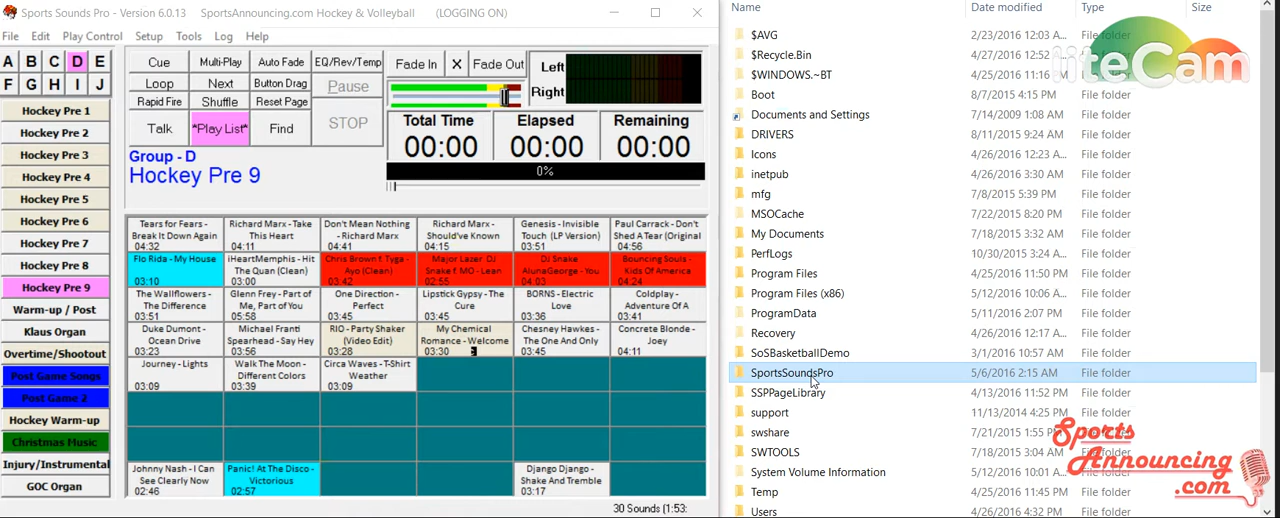 Sports Sounds Pro - Version 6.0.13 SportsAnnouncing.com Hockey & Volleyball (LOGGING ON)
File Edit Play Control Setup Tools Log Help
A B C D E
F G H I J
Hockey Pre 1
Hockey Pre 2
Hockey Pre 3
Hockey Pre 4
Hockey Pre 5
Hockey Pre 6
Hockey Pre 7
Hockey Pre 8
Hockey Pre 9
Warm-up / Post
Klaus Organ
Overtime/Shootout
Post Game Songs
Post Game 2
Hockey Warm-up
Christmas Music
Injury/Instrumental
GOC Organ
Cue Multi-Play Auto Fade EQ/Rev/Temp
Loop Next Button Drag Pause
Rapid Fire Shuffle Reset Page
Talk *Play List* Find STOP
Fade In X Fade Out
Left
Right
Total Time Elapsed Remaining
00:00 00:00 00:00
0%
Group - D
Hockey Pre 9
Tears for Fears - Break It Down Again 04:32
Richard Marx - Take This Heart 04:11
Don't Mean Nothing - Richard Marx 04:41
Richard Marx - Should've Known 04:15
Genesis - Invisible Touch (LP Version) 03:51
Paul Carrack - Don't Shed A Tear (Original 04:56
Flo Rida - My House 03:10
iHeartMemphis - Hit The Quan (Clean) 03:00
Chris Brown f. Tyga - Ayo (Clean) 03:42
Major Lazer DJ Snake f. MO - Lean 02:55
DJ Snake AlunaGeorge - You 04:03
Bouncing Souls - Kids Of America 04:24
The Wallflowers - The Difference 03:51
Glenn Frey - Part of Me, Part of You 05:58
One Direction - Perfect 03:45
Lipstick Gypsy - The Cure 03:45
BORNS - Electric Love 03:36
Coldplay - Adventure Of A 03:41
Duke Dumont - Ocean Drive 03:23
Michael Franti Spearhead - Say Hey 03:56
RIO - Party Shaker (Video Edit) 03:28
My Chemical Romance - Welcome 03:30
Chesney Hawkes - The One And Only 03:45
Concrete Blonde - Joey 04:11
Journey - Lights 03:09
Walk The Moon - Different Colors 03:39
Circa Waves - T-Shirt Weather 03:09
Johnny Nash - I Can See Clearly Now 02:46
Panic! At The Disco - Victorious 02:57
Django Django - Shake And Tremble 03:17
30 Sounds (1:53:
Name Date modified Type Size
$AVG 2/23/2016 12:03 A... File folder
$Recycle.Bin 4/27/2016 12:52 File folder
$WINDOWS.~BT 4/25/2016 11:16 File folder
Boot 8/7/2015 4:15 PM File folder
Documents and Settings 7/14/2009 1:08 AM File folder
DRIVERS 8/11/2015 9:24 AM File folder
Icons 4/26/2016 12:23 A... File folder
inetpub 4/26/2016 3:30 AM File folder
mfg 7/8/2015 5:39 PM File folder
MSOCache 7/22/2015 8:20 PM File folder
My Documents 7/18/2015 3:32 AM File folder
PerfLogs 10/30/2015 3:24 A... File folder
Program Files 4/25/2016 11:50 PM File folder
Program Files (x86) 5/12/2016 10:06 A... File folder
ProgramData 5/11/2016 2:07 PM File folder
Recovery 4/26/2016 12:17 A... File folder
SoSBasketballDemo 3/1/2016 10:57 AM File folder
SportsSoundsPro 5/6/2016 2:15 AM File folder
SSPPageLibrary 4/13/2016 11:52 PM File folder
support 11/13/2014 4:25 PM File folder
swshare 7/21/2015 1:55 PM File folder
SWTOOLS 7/18/2015 3:04 AM File folder
System Volume Information 5/12/2016 10:01 A... File folder
Temp 4/25/2016 11:45 PM File folder
Users 4/26/2016 4:32 PM File folder
liteCam
Sports
Announcing
.com